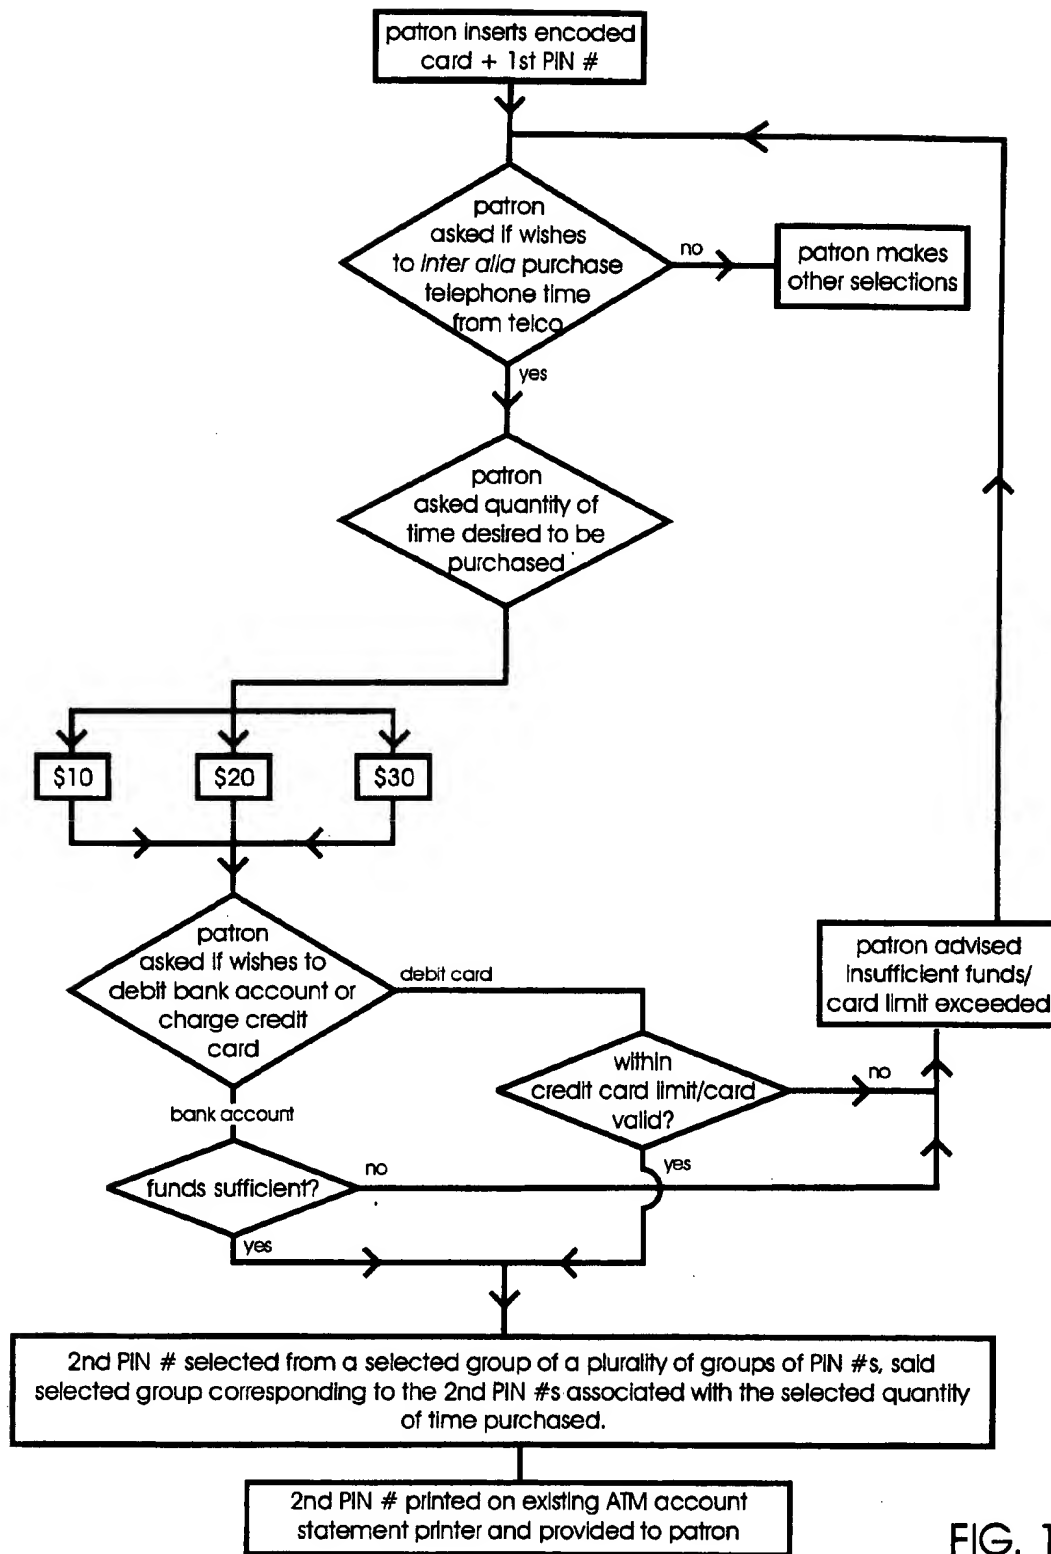 patron inserts encoded
card + 1st PIN #
patron
asked if wishes
to inter alia purchase
telephone time
from telco
no
patron makes
other selections
yes
patron
asked quantity of
time desired to be
purchased
$10
$20
$30
patron
asked if wishes to
debit bank account or
charge credit
card
debit card
patron advised
insufficient funds/
card limit exceeded
within
credit card limit/card
valid?
no
bank account
yes
funds sufficient?
no
yes
2nd PIN # selected from a selected group of a plurality of groups of PIN #s, said
selected group corresponding to the 2nd PIN #s associated with the selected quantity
of time purchased.
2nd PIN # printed on existing ATM account
statement printer and provided to patron
FIG. 1